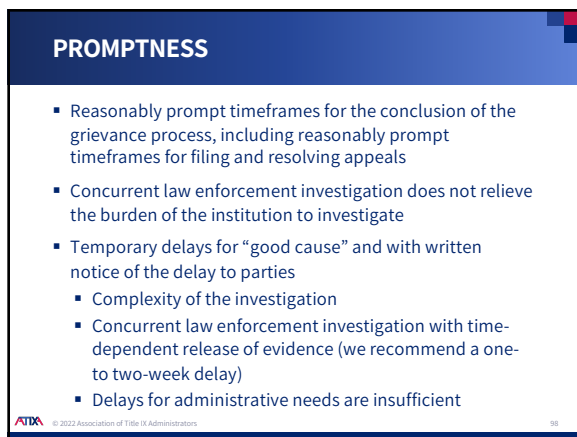 PROMPTNESS
▪ Reasonably prompt timeframes for the conclusion of the
grievance process, including reasonably prompt
timeframes for filing and resolving appeals
▪ Concurrent law enforcement investigation does not relieve
the burden of the institution to investigate
▪ Temporary delays for “good cause” and with written
notice of the delay to parties
▪ Complexity of the investigation
▪ Concurrent law enforcement investigation with time-
dependent release of evidence (we recommend a one-
to two-week delay)
▪ Delays for administrative needs are insufficient
ATIXA © 2022 Association of Title IX Administrators 98